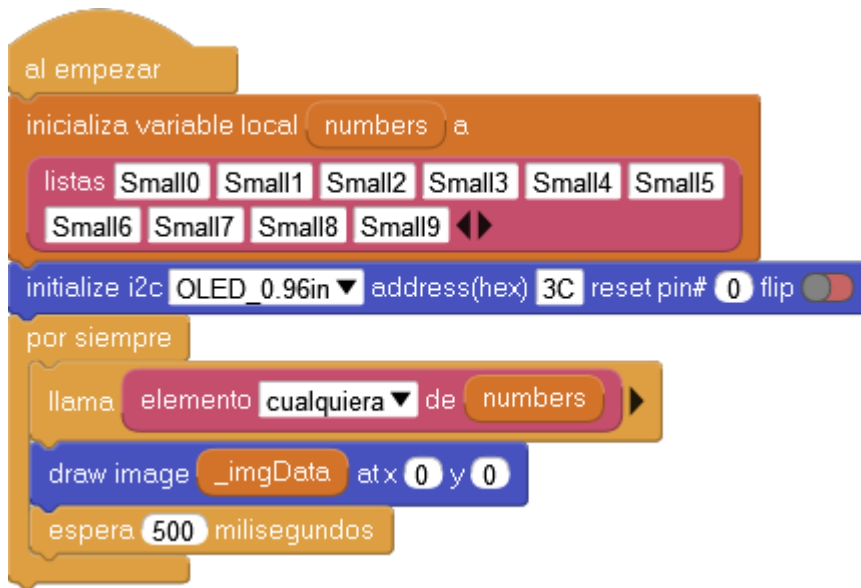 al empezar
inicializa variable local numbers a
listas Small0 Small1 Small2 Small3 Small4 Small5
Small6 Small7 Small8 Small9
initialize i2c OLED_0.96in address(hex) 3C reset pin# 0 flip
por siempre
llama elemento cualquiera de numbers
draw image _imgData at x 0 y 0
espera 500 milisegundos